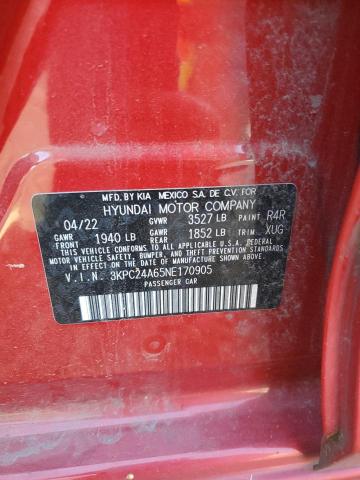 MFD. BY KIA MEXICO S.A. DE C.V. FOR
HYUNDAI MOTOR COMPANY
04/22 GVWR 3527 LB PAINT R4R
GAWR FRONT 1940 LB GAWR REAR 1852 LB TRIM XUG
THIS VEHICLE CONFORMS TO ALL APPLICABLE U.S.A. FEDERAL
MOTOR VEHICLE SAFETY, BUMPER, AND THEFT PREVENTION
STANDARDS IN EFFECT ON THE DATE OF MANUFACTURE SHOWN ABOVE.
V.I.N. 3KPC24A65NE170905
PASSENGER CAR